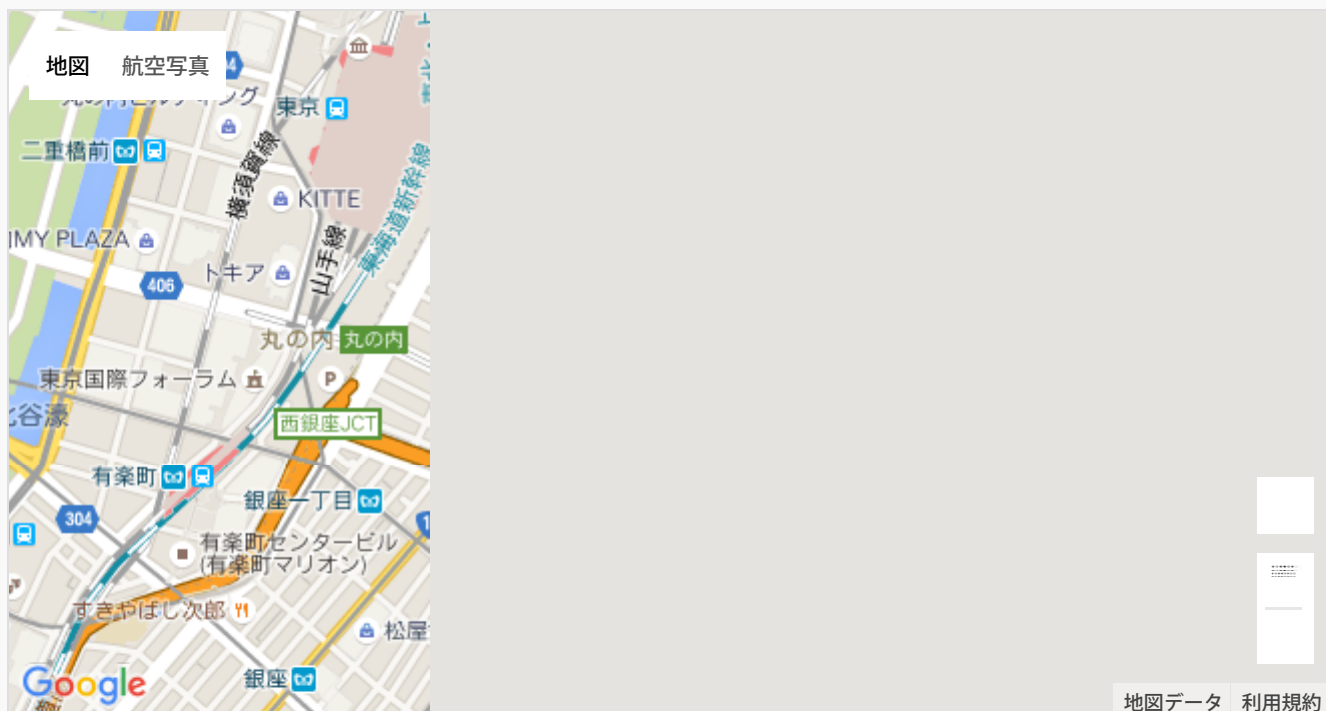 地図 航空写真
東京
二重橋前
横須賀線
KITTE
東海道新幹線
山手線
PLAZA
トキア
406
丸の内 丸の内
東京国際フォーラム
P
谷濠
西銀座JCT
有楽町
銀座一丁目
304
有楽町センタービル
(有楽町マリオン)
すきやばし次郎
松屋
Google
銀座
地図データ 利用規約